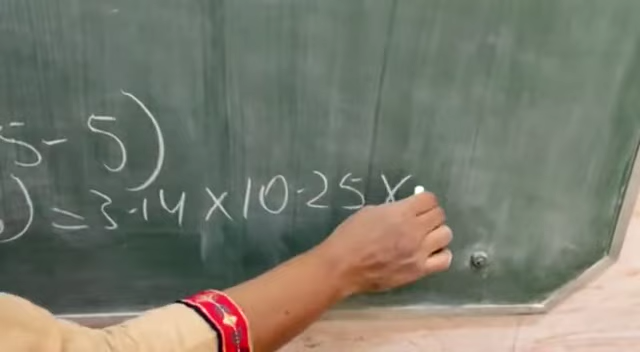 5-5)
) = 3.14 × 10.25 ×